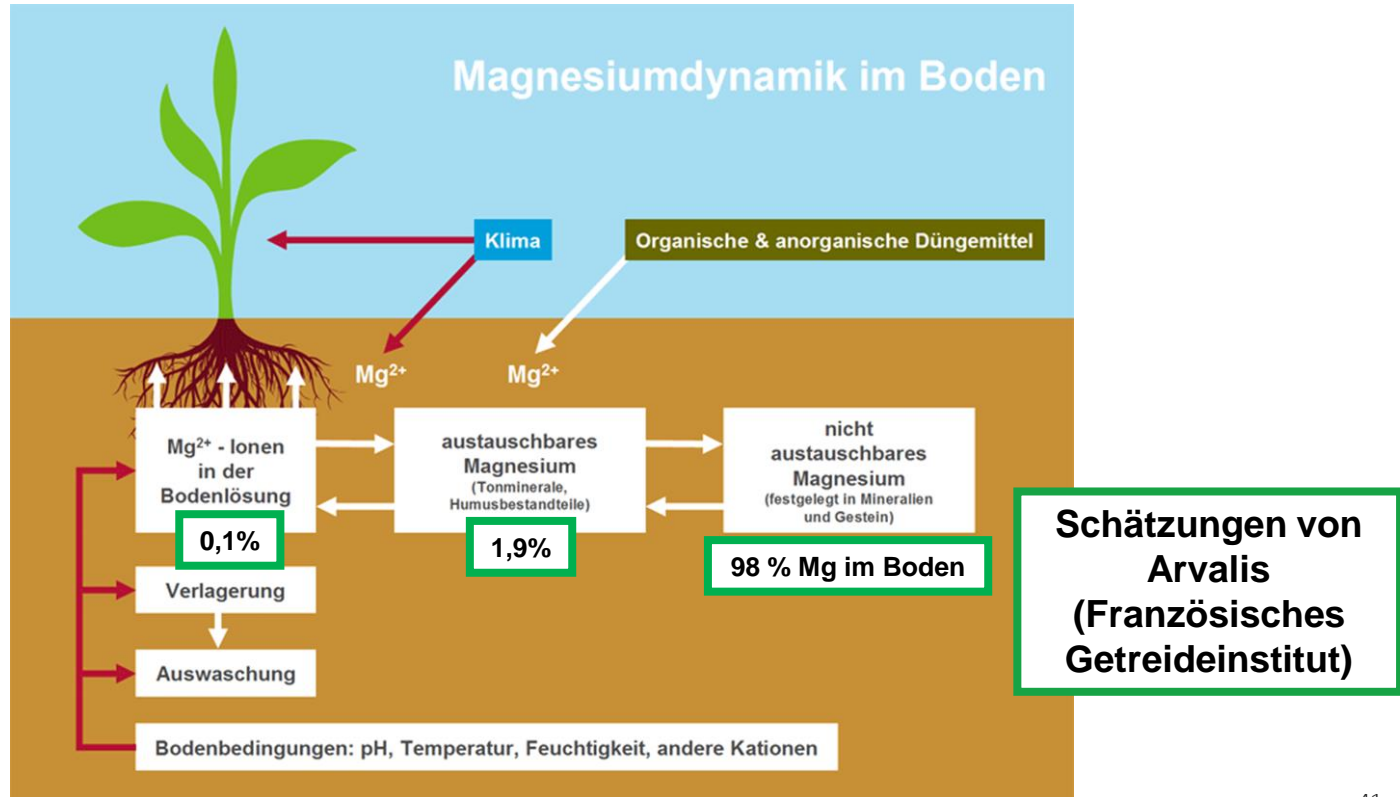 Magnesiumdynamik im Boden
Klima
Organische & anorganische Düngemittel
Mg²⁺
Mg²⁺
Mg²⁺ - Ionen
in der
Bodenlösung
0,1%
austauschbares
Magnesium
(Tonminerale,
Humusbestandteile)
1,9%
nicht
austauschbares
Magnesium
(festgelegt in Mineralien
und Gestein)
98 % Mg im Boden
Schätzungen von
Arvalis
(Französisches
Getreideinstitut)
Verlagerung
Auswaschung
Bodenbedingungen: pH, Temperatur, Feuchtigkeit, andere Kationen